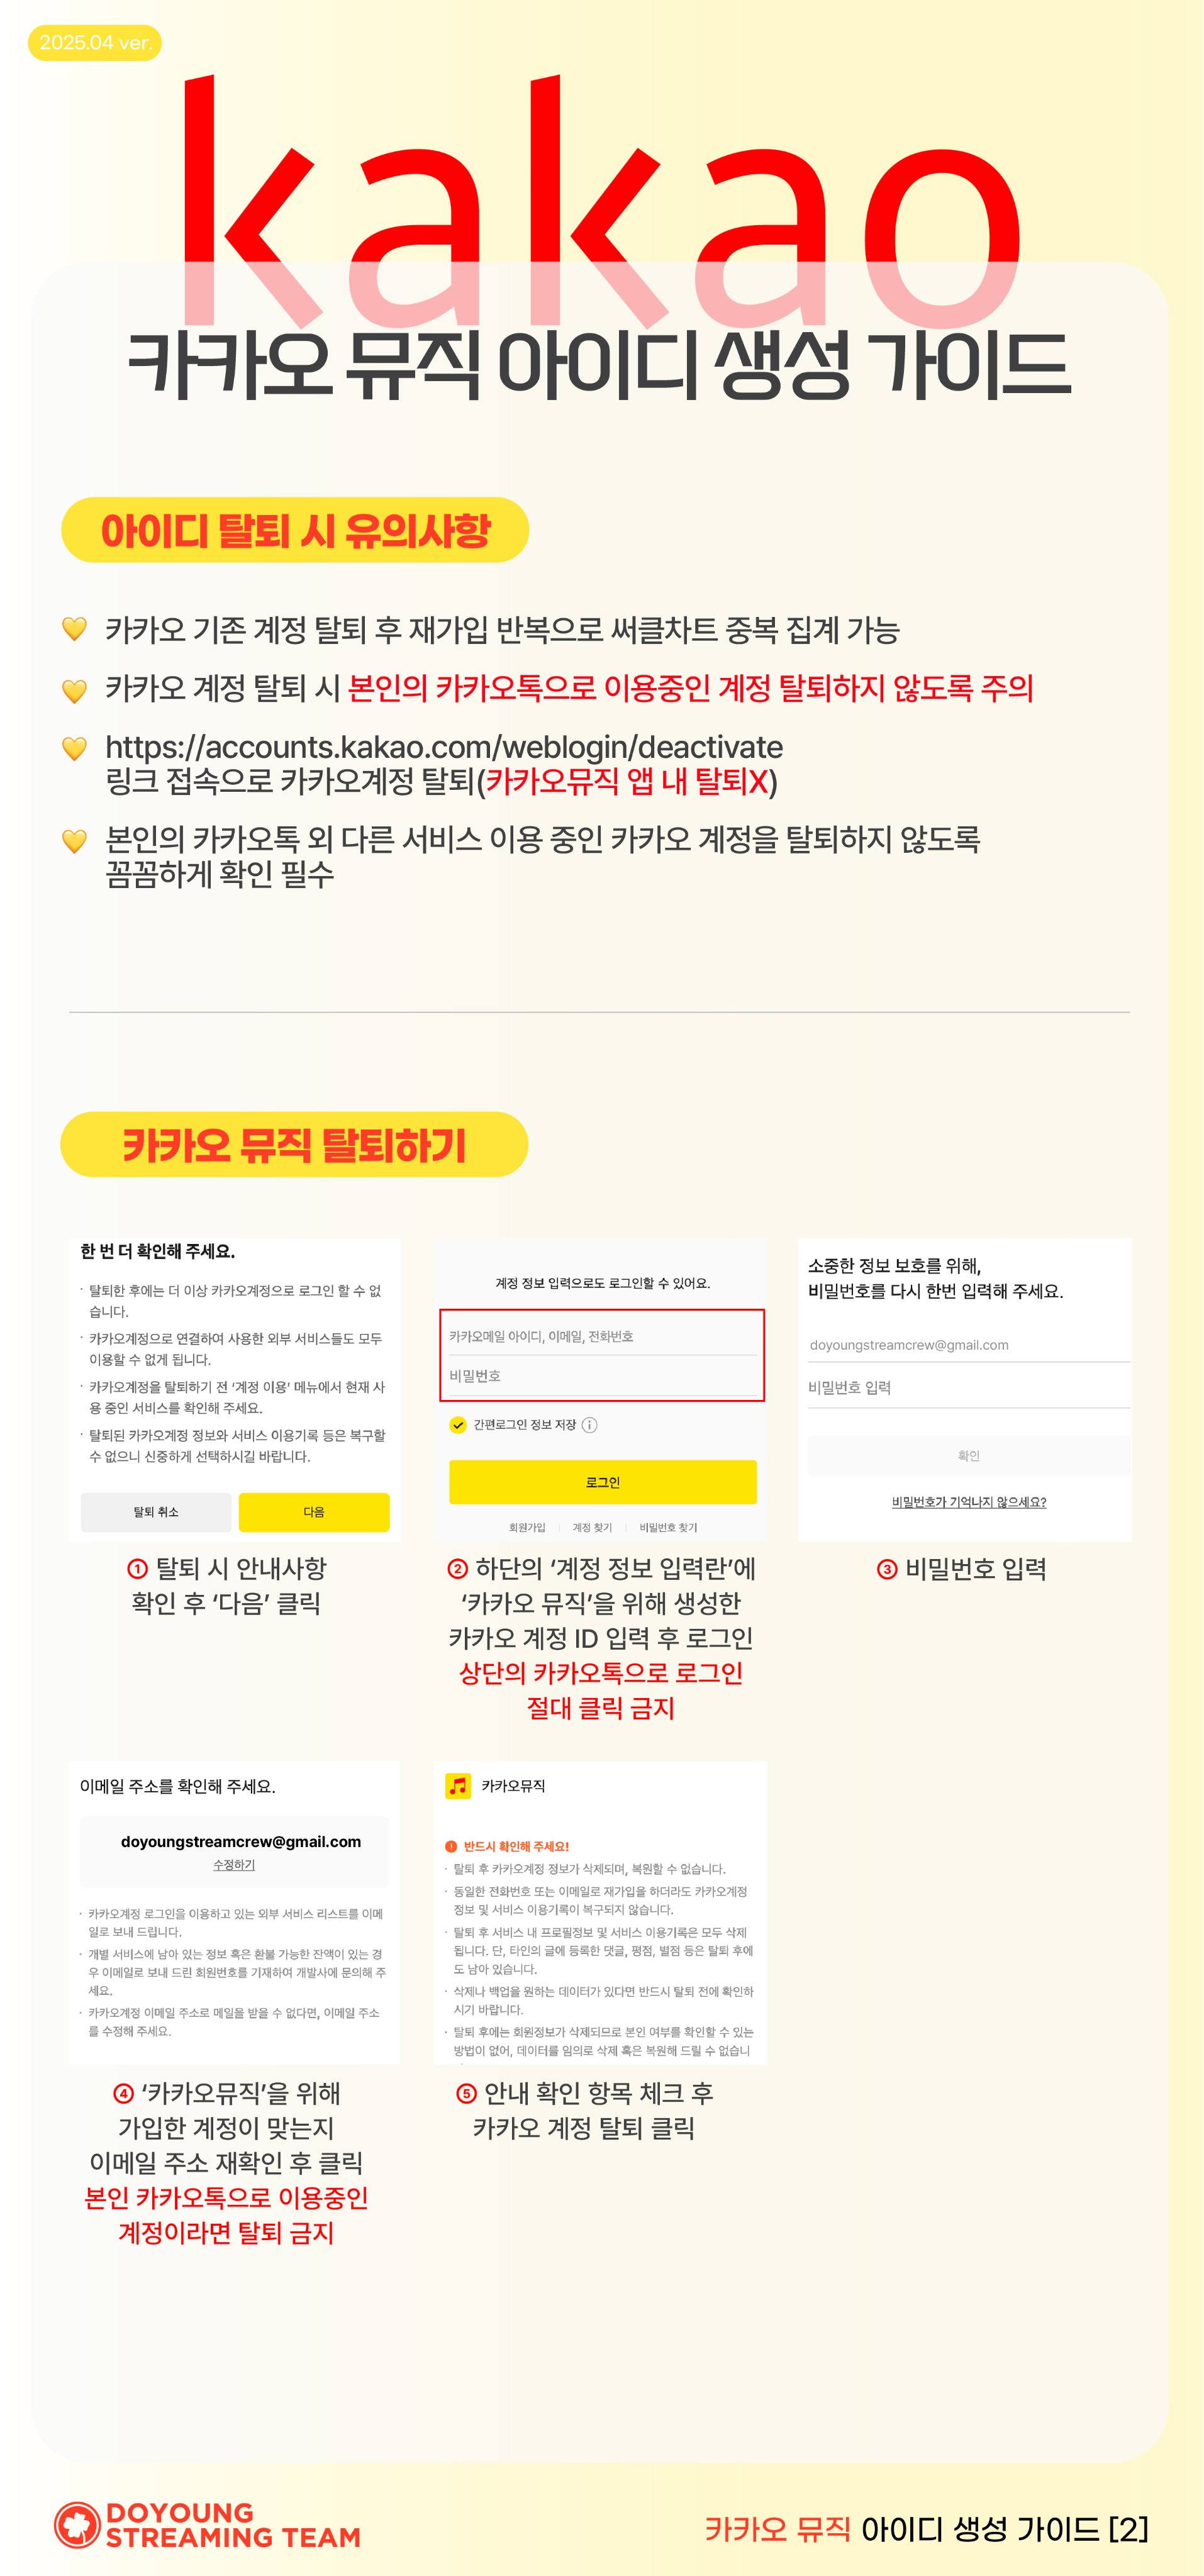 2025.04 ver.
kakao
카카오 뮤직 아이디 생성 가이드
아이디 탈퇴 시 유의사항
카카오 기존 계정 탈퇴 후 재가입 반복으로 써클차트 중복 집계 가능
카카오 계정 탈퇴 시 본인의 카카오톡으로 이용중인 계정 탈퇴하지 않도록 주의
https://accounts.kakao.com/weblogin/deactivate
링크 접속으로 카카오계정 탈퇴(카카오뮤직 앱 내 탈퇴X)
본인의 카카오톡 외 다른 서비스 이용 중인 카카오 계정을 탈퇴하지 않도록
꼼꼼하게 확인 필수
카카오 뮤직 탈퇴하기
한 번 더 확인해 주세요.
· 탈퇴한 후에는 더 이상 카카오계정으로 로그인 할 수 없
습니다.
· 카카오계정으로 연결하여 사용한 외부 서비스들도 모두
이용할 수 없게 됩니다.
· 카카오계정을 탈퇴하기 전 ‘계정 이용’ 메뉴에서 현재 사
용 중인 서비스를 확인해 주세요.
· 탈퇴된 카카오계정 정보와 서비스 이용기록 등은 복구할
수 없으니 신중하게 선택하시길 바랍니다.
탈퇴 취소
다음
① 탈퇴 시 안내사항
확인 후 ‘다음’ 클릭
계정 정보 입력으로도 로그인할 수 있어요.
카카오메일 아이디, 이메일, 전화번호
비밀번호
간편로그인 정보 저장
로그인
회원가입 | 계정 찾기 | 비밀번호 찾기
② 하단의 ‘계정 정보 입력란’에
‘카카오 뮤직’을 위해 생성한
카카오 계정 ID 입력 후 로그인
상단의 카카오톡으로 로그인
절대 클릭 금지
소중한 정보 보호를 위해,
비밀번호를 다시 한번 입력해 주세요.
doyoungstreamcrew@gmail.com
비밀번호 입력
확인
비밀번호가 기억나지 않으세요?
③ 비밀번호 입력
이메일 주소를 확인해 주세요.
doyoungstreamcrew@gmail.com
수정하기
· 카카오계정 로그인을 이용하고 있는 외부 서비스 리스트를 이메
일로 보내 드립니다.
· 개별 서비스에 남아 있는 정보 혹은 환불 가능한 잔액이 있는 경
우 이메일로 보내 드린 회원번호를 기재하여 개발사에 문의해 주
세요.
· 카카오계정 이메일 주소로 메일을 받을 수 없다면, 이메일 주소
를 수정해 주세요.
④ ‘카카오뮤직’을 위해
가입한 계정이 맞는지
이메일 주소 재확인 후 클릭
본인 카카오톡으로 이용중인
계정이라면 탈퇴 금지
카카오뮤직
반드시 확인해 주세요!
· 탈퇴 후 카카오계정 정보가 삭제되며, 복원할 수 없습니다.
· 동일한 전화번호 또는 이메일로 재가입을 하더라도 카카오계정
정보 및 서비스 이용기록이 복구되지 않습니다.
· 탈퇴 후 서비스 내 프로필정보 및 서비스 이용기록은 모두 삭제
됩니다. 단, 타인의 글에 등록한 댓글, 평점, 별점 등은 탈퇴 후에
도 남아 있습니다.
· 삭제나 백업을 원하는 데이터가 있다면 반드시 탈퇴 전에 확인하
시기 바랍니다.
· 탈퇴 후에는 회원정보가 삭제되므로 본인 여부를 확인할 수 있는
방법이 없어, 데이터를 임의로 삭제 혹은 복원해 드릴 수 없습니
⑤ 안내 확인 항목 체크 후
카카오 계정 탈퇴 클릭
DOYOUNG
STREAMING TEAM
카카오 뮤직 아이디 생성 가이드 [2]